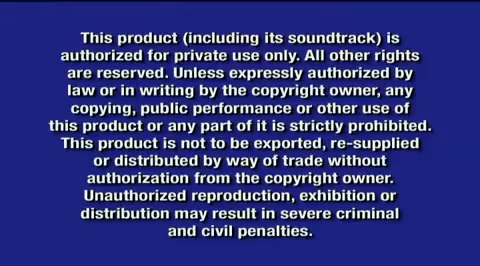 This product (including its soundtrack) is
authorized for private use only. All other rights
are reserved. Unless expressly authorized by
law or in writing by the copyright owner, any
copying, public performance or other use of
this product or any part of it is strictly prohibited.
This product is not to be exported, re-supplied
or distributed by way of trade without
authorization from the copyright owner.
Unauthorized reproduction, exhibition or
distribution may result in severe criminal
and civil penalties.